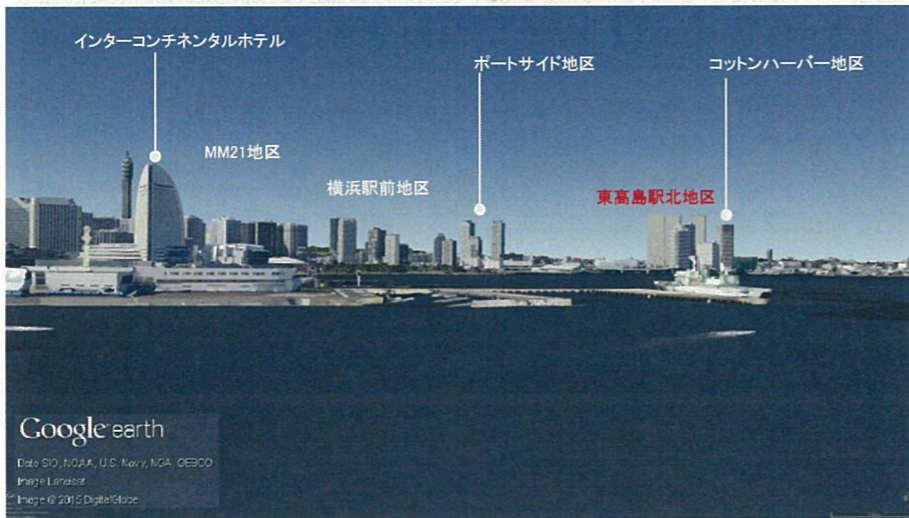 インターコンチネンタルホテル
ポートサイド地区
コットンハーバー地区
MM21地区
横浜駅前地区
東高島駅北地区
Google earth
Data SIO, NOAA, U.S. Navy, NGA, GEBCO
Image Landsat
Image © 2015 DigitalGlobe